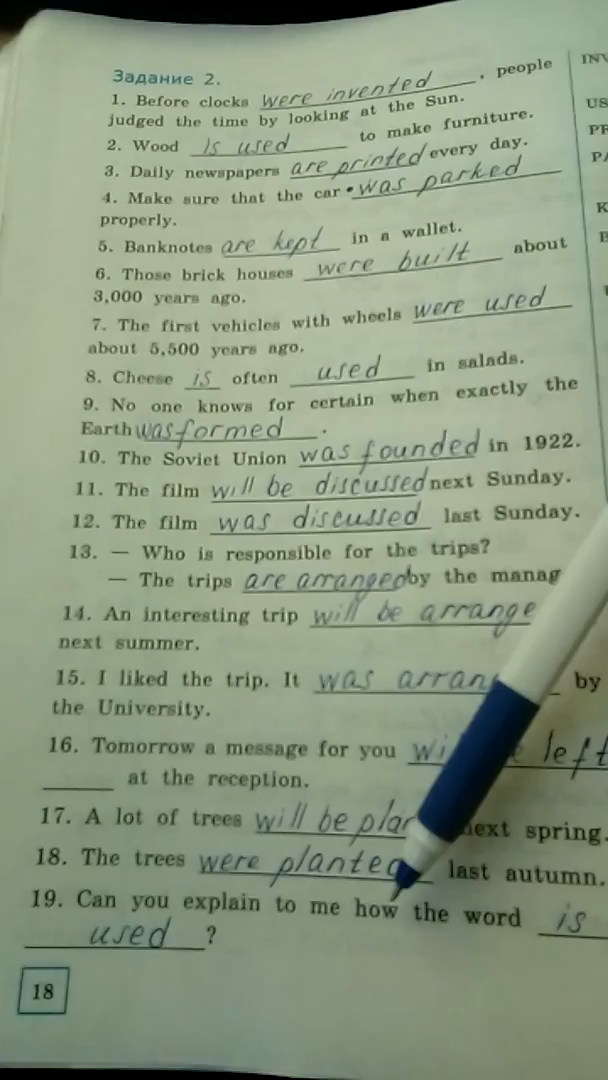 Задание 2.
1. Before clocks were invented, people
judged the time by looking at the Sun.
2. Wood is used to make furniture.
3. Daily newspapers are printed every day.
4. Make sure that the car was parked
properly.
5. Banknotes are kept in a wallet.
6. Those brick houses were built about
3,000 years ago.
7. The first vehicles with wheels were used
about 5,500 years ago.
8. Cheese is often used in salads.
9. No one knows for certain when exactly the
Earth was formed.
10. The Soviet Union was founded in 1922.
11. The film will be discussed next Sunday.
12. The film was discussed last Sunday.
13. — Who is responsible for the trips?
— The trips are arranged by the manag
14. An interesting trip will be arrange
next summer.
15. I liked the trip. It was arran by
the University.
16. Tomorrow a message for you left
at the reception.
17. A lot of trees will be plan next spring.
18. The trees were planted last autumn.
19. Can you explain to me how the word is
used?
18
INV
US
PR
PA
K